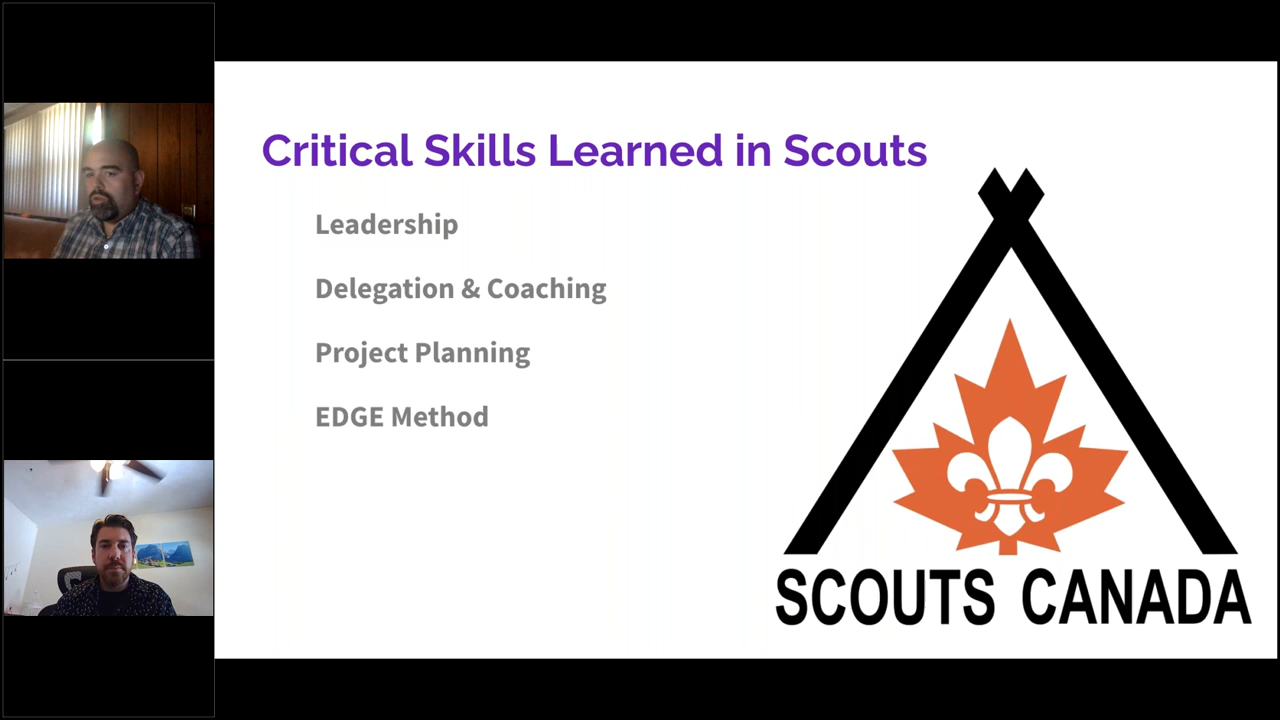 Critical Skills Learned in Scouts
Leadership
Delegation & Coaching
Project Planning
EDGE Method
SCOUTS CANADA